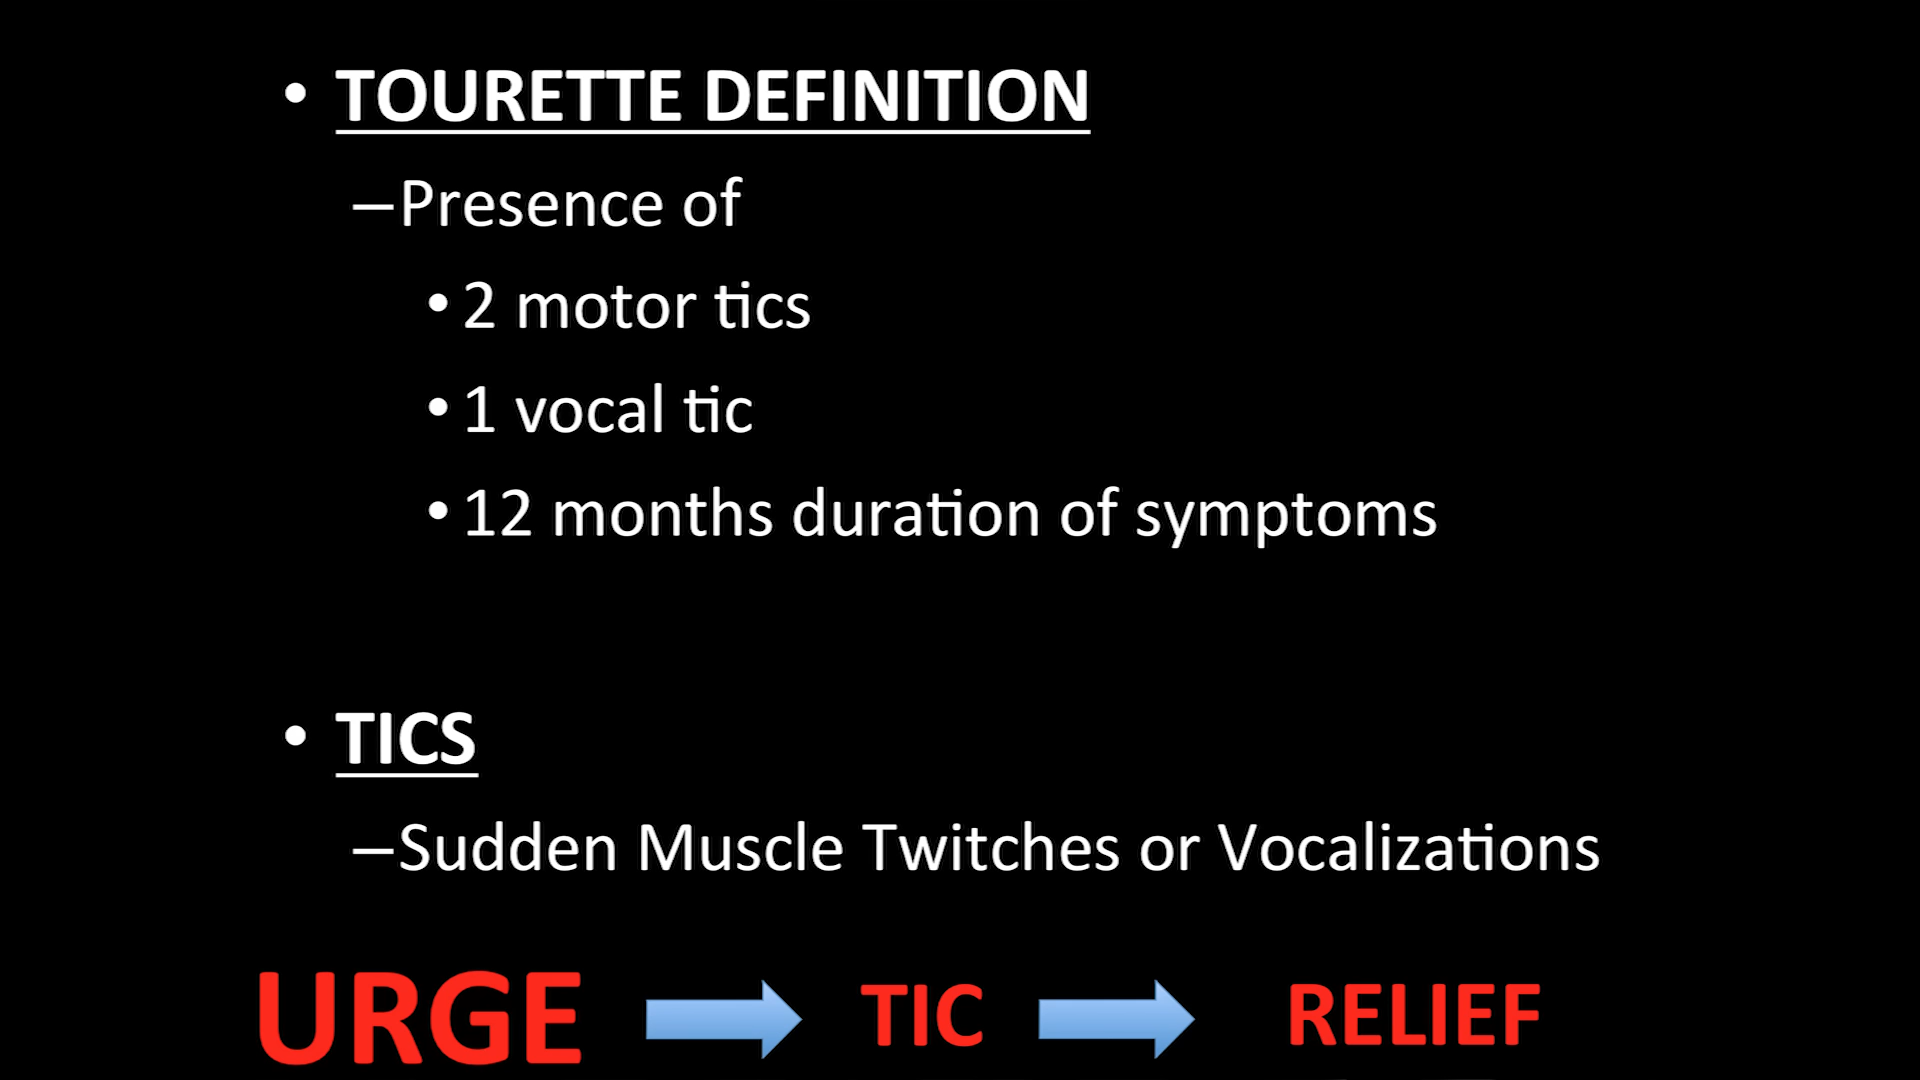 • TOURETTE DEFINITION
–Presence of
•2 motor tics
•1 vocal tic
•12 months duration of symptoms
• TICS
–Sudden Muscle Twitches or Vocalizations
URGE TIC RELIEF